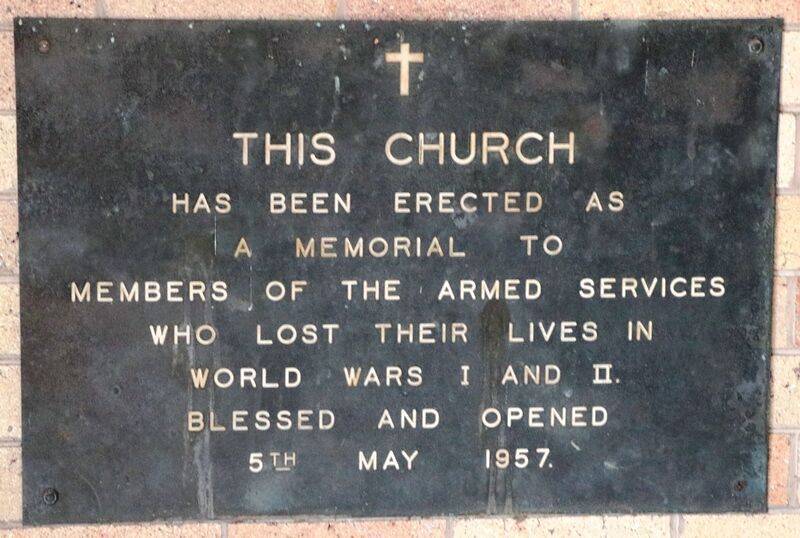 THIS CHURCH
HAS BEEN ERECTED AS
A MEMORIAL TO
MEMBERS OF THE ARMED SERVICES
WHO LOST THEIR LIVES IN
WORLD WARS I AND II.
BLESSED AND OPENED
5TH MAY 1957.